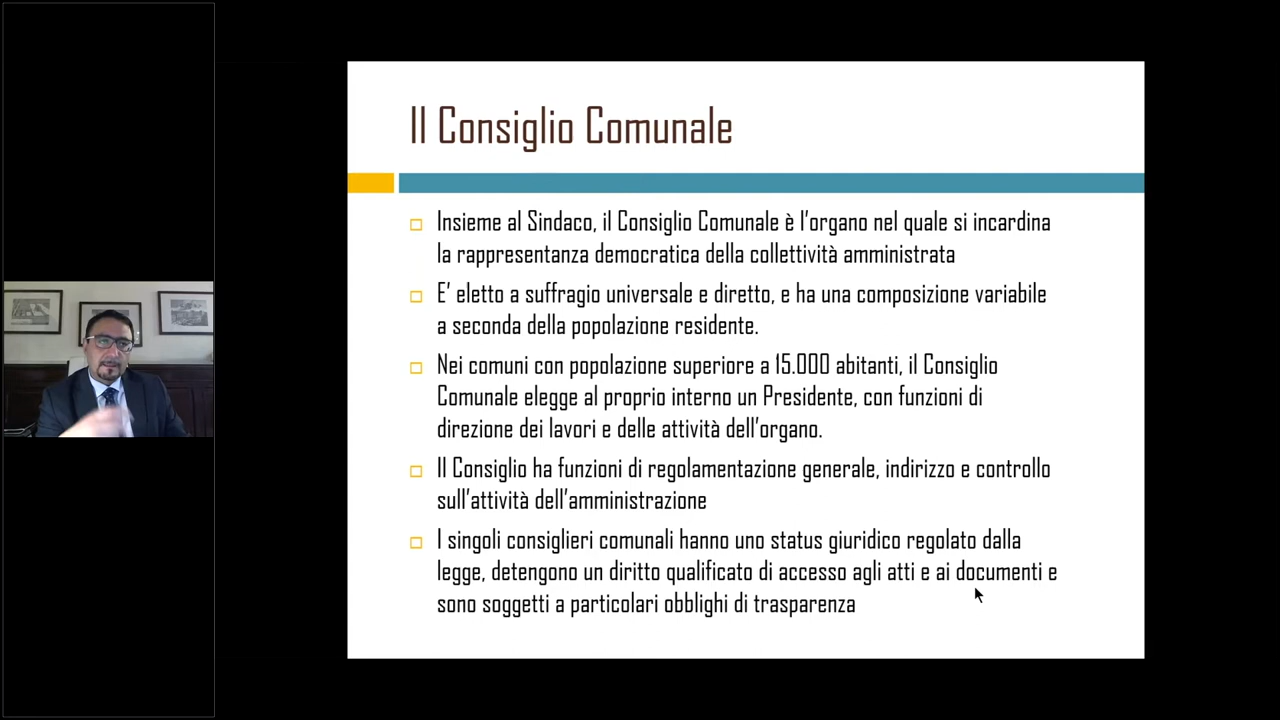 Il Consiglio Comunale
Insieme al Sindaco, il Consiglio Comunale è l'organo nel quale si incardina
la rappresentanza democratica della collettività amministrata
E' eletto a suffragio universale e diretto, e ha una composizione variabile
a seconda della popolazione residente.
Nei comuni con popolazione superiore a 15.000 abitanti, il Consiglio
Comunale elegge al proprio interno un Presidente, con funzioni di
direzione dei lavori e delle attività dell'organo.
Il Consiglio ha funzioni di regolamentazione generale, indirizzo e controllo
sull'attività dell'amministrazione
I singoli consiglieri comunali hanno uno status giuridico regolato dalla
legge, detengono un diritto qualificato di accesso agli atti e ai documenti e
sono soggetti a particolari obblighi di trasparenza